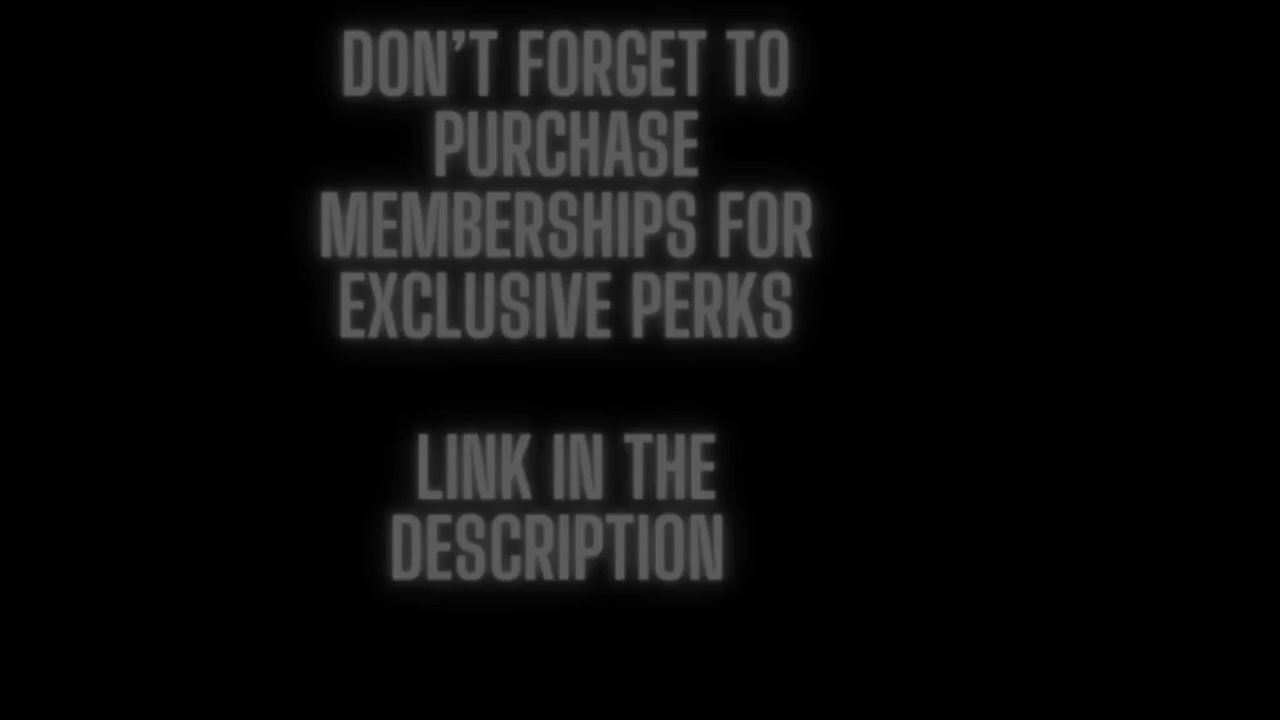 DON’T FORGET TO
PURCHASE
MEMBERSHIPS FOR
EXCLUSIVE PERKS
LINK IN THE
DESCRIPTION